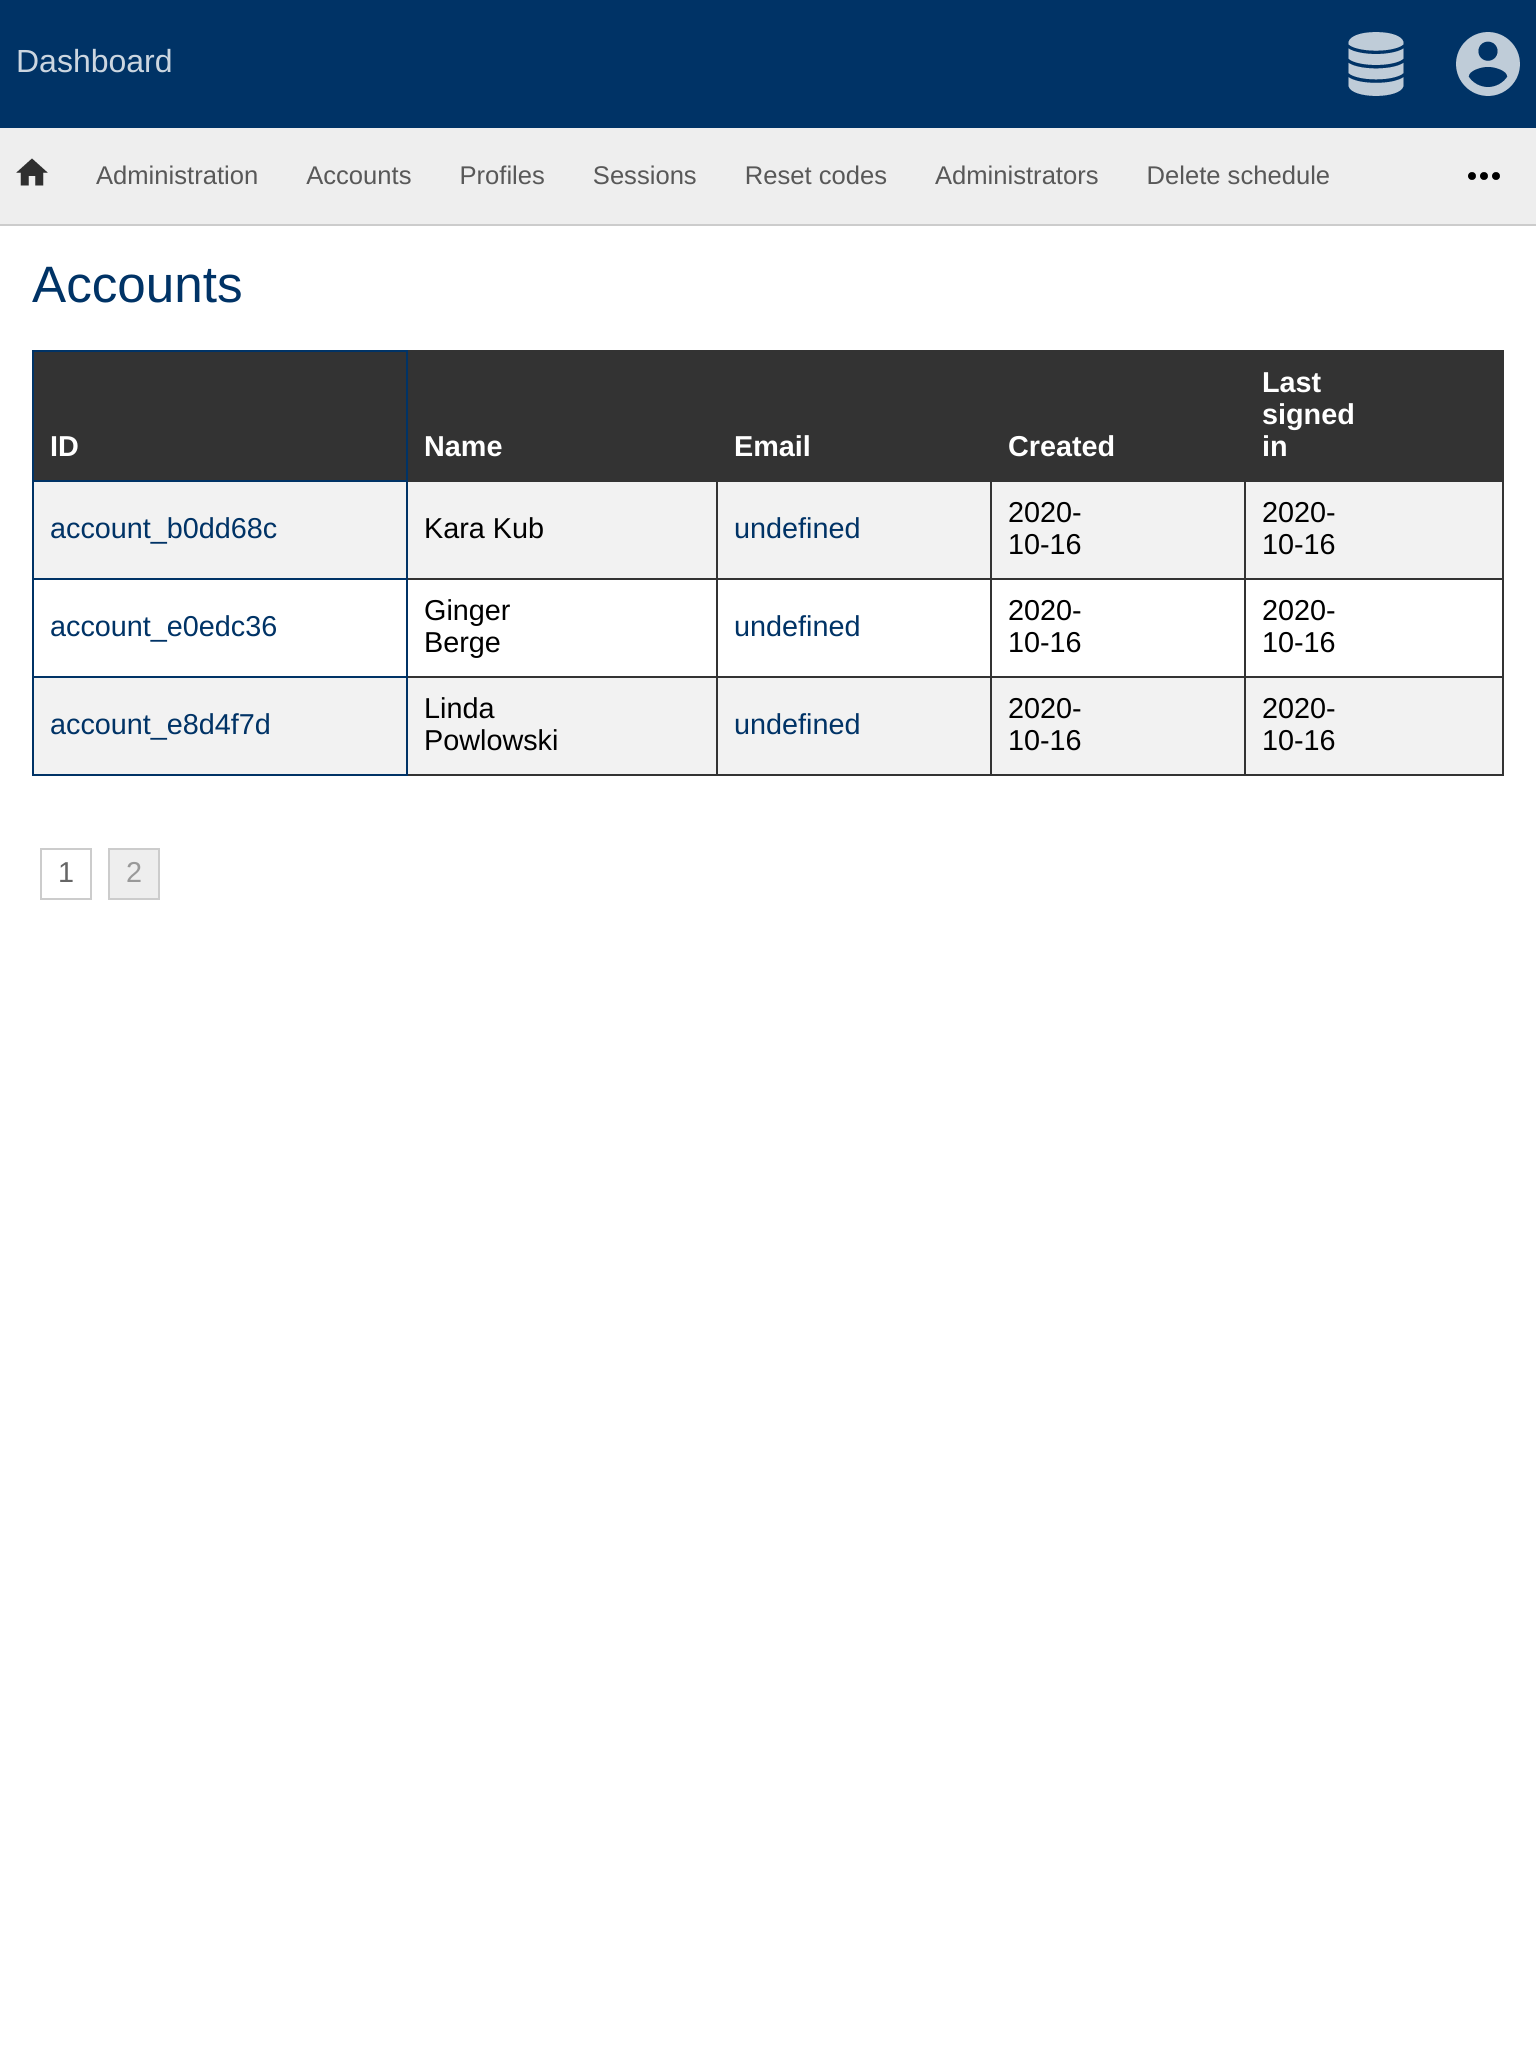 Dashboard
Administration Accounts Profiles Sessions Reset codes Administrators Delete schedule
Accounts
ID Name Email Created Last signed in
account_b0dd68c Kara Kub undefined 2020-10-16 2020-10-16
account_e0edc36 Ginger Berge undefined 2020-10-16 2020-10-16
account_e8d4f7d Linda Powlowski undefined 2020-10-16 2020-10-16
1 2